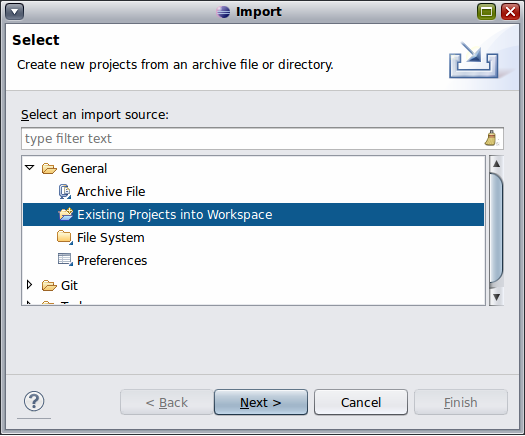 Import
Select
Create new projects from an archive file or directory.
Select an import source:
type filter text
General
Archive File
Existing Projects into Workspace
File System
Preferences
Git
? < Back Next > Cancel Finish